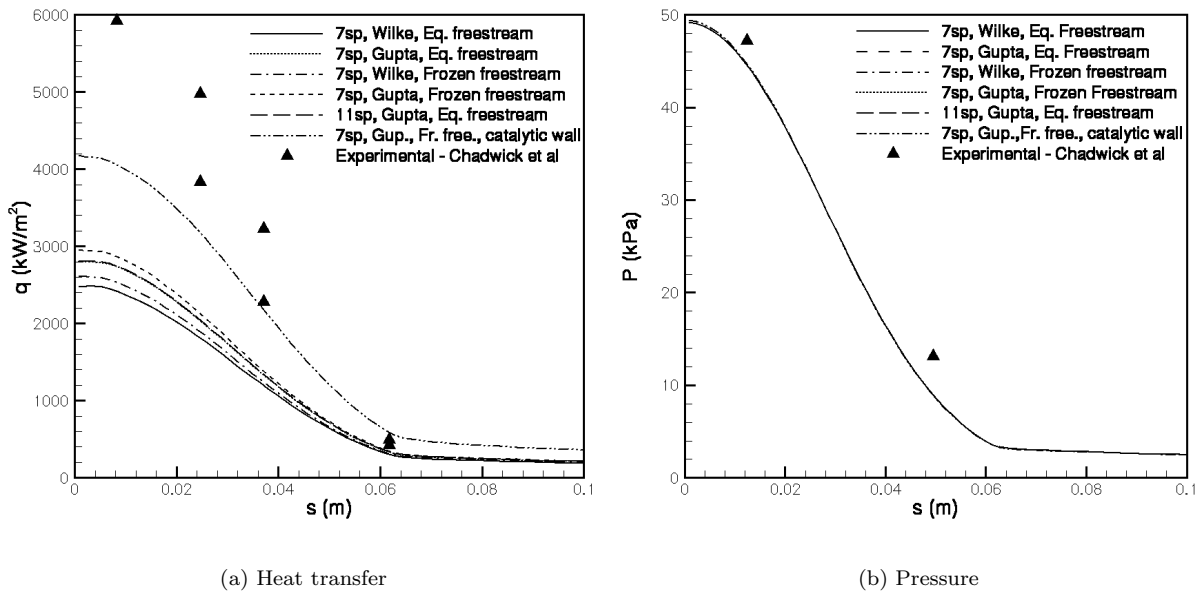 6000
5000
4000
3000
2000
1000
0
q (kW/m²)
0
0.02
0.04
0.06
0.08
0.1
s (m)
7sp, Wilke, Eq. freestream
7sp, Gupta, Eq. freestream
7sp, Wilke, Frozen freestream
7sp, Gupta, Frozen freestream
11sp, Gupta, Eq. freestream
7sp, Gup., Fr. free., catalytic wall
Experimental - Chadwick et al
(a) Heat transfer
50
40
30
20
10
0
P (kPa)
0
0.02
0.04
0.06
0.08
0.1
s (m)
7sp, Wilke, Eq. Freestream
7sp, Gupta, Eq. Freestream
7sp, Wilke, Frozen freestream
7sp, Gupta, Frozen Freestream
11sp, Gupta, Eq. freestream
7sp, Gup.,Fr. free., catalytic wall
Experimental - Chadwick et al
(b) Pressure